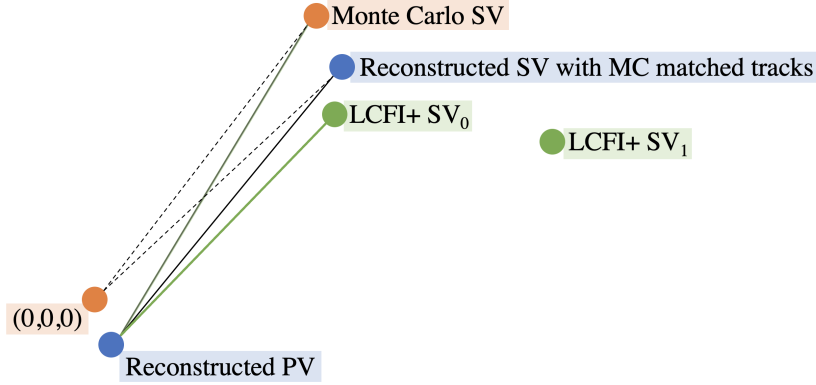 Monte Carlo SV
Reconstructed SV with MC matched tracks
LCFI+ SV₀
LCFI+ SV₁
(0,0,0)
Reconstructed PV